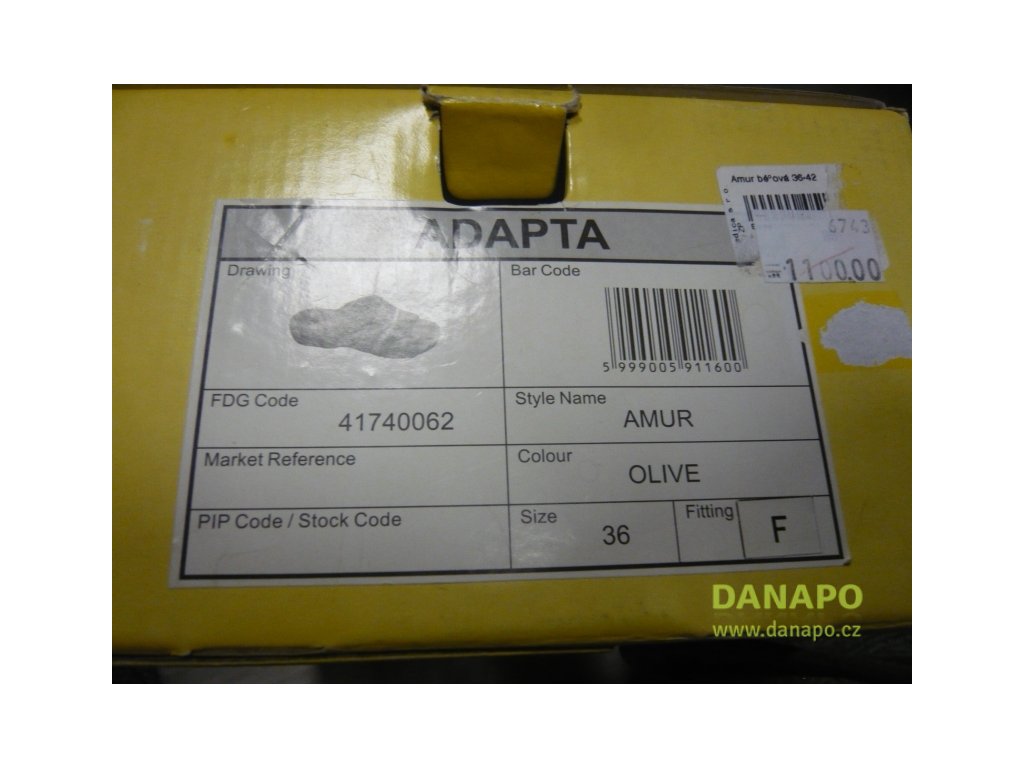 Amur béžová 36-42
6743
1100.00
ADAPTA
Drawing
Bar Code
5 999005 911600
FDG Code
41740062
Style Name
AMUR
Market Reference
Colour
OLIVE
PIP Code / Stock Code
Size
36
Fitting
F
DANAPO
www.danapo.cz